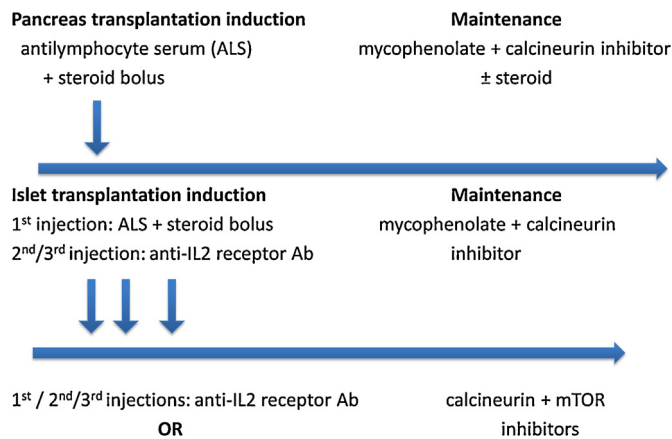 Pancreas transplantation induction Maintenance
antilymphocyte serum (ALS) mycophenolate + calcineurin inhibitor
+ steroid bolus ± steroid
Islet transplantation induction Maintenance
1st injection: ALS + steroid bolus mycophenolate + calcineurin
2nd/3rd injection: anti-IL2 receptor Ab inhibitor
1st / 2nd/3rd injections: anti-IL2 receptor Ab calcineurin + mTOR
OR inhibitors